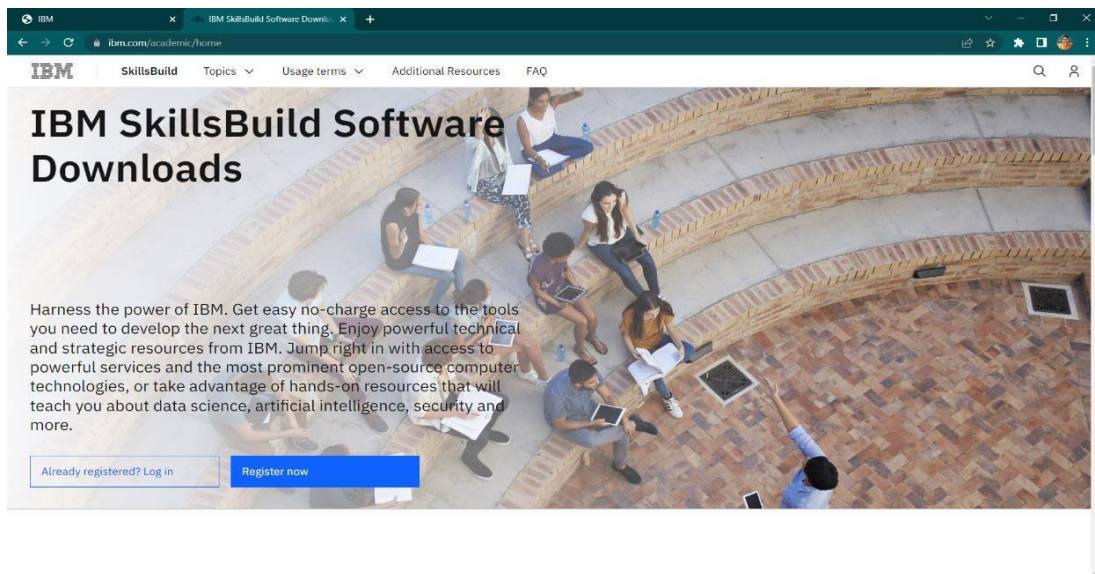 IBM
IBM SkillsBuild Software Downlo
ibm.com/academic/home
IBM
SkillsBuild
Topics
Usage terms
Additional Resources
FAQ
IBM SkillsBuild Software
Downloads
Harness the power of IBM. Get easy no-charge access to the tools
you need to develop the next great thing. Enjoy powerful technical
and strategic resources from IBM. Jump right in with access to
powerful services and the most prominent open-source computer
technologies, or take advantage of hands-on resources that will
teach you about data science, artificial intelligence, security and
more.
Already registered? Log in
Register now